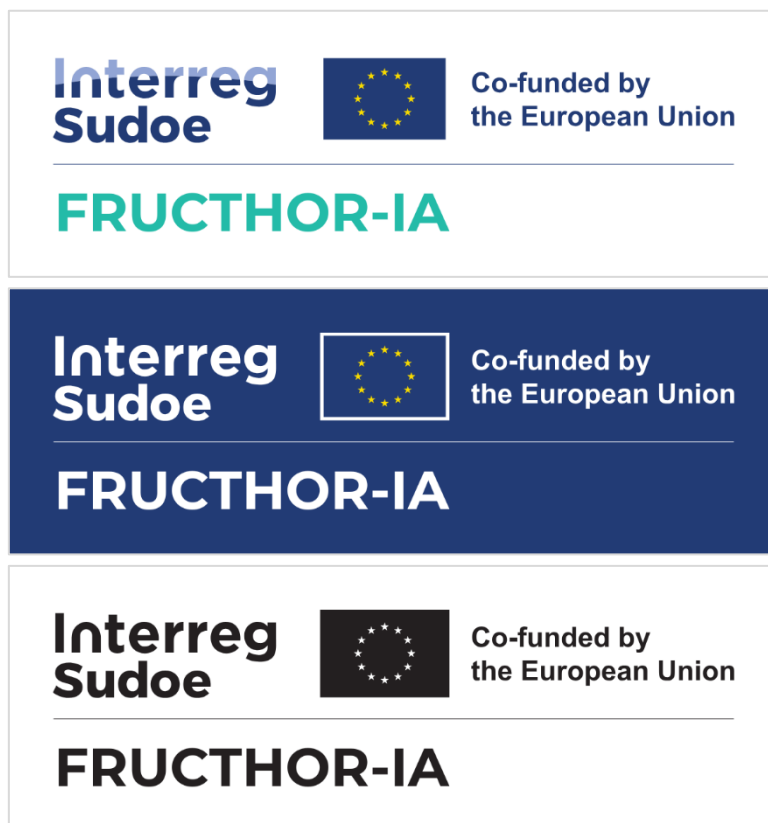 Interreg
Sudoe
Co-funded by
the European Union
FRUCTHOR-IA
Interreg
Sudoe
Co-funded by
the European Union
FRUCTHOR-IA
Interreg
Sudoe
Co-funded by
the European Union
FRUCTHOR-IA